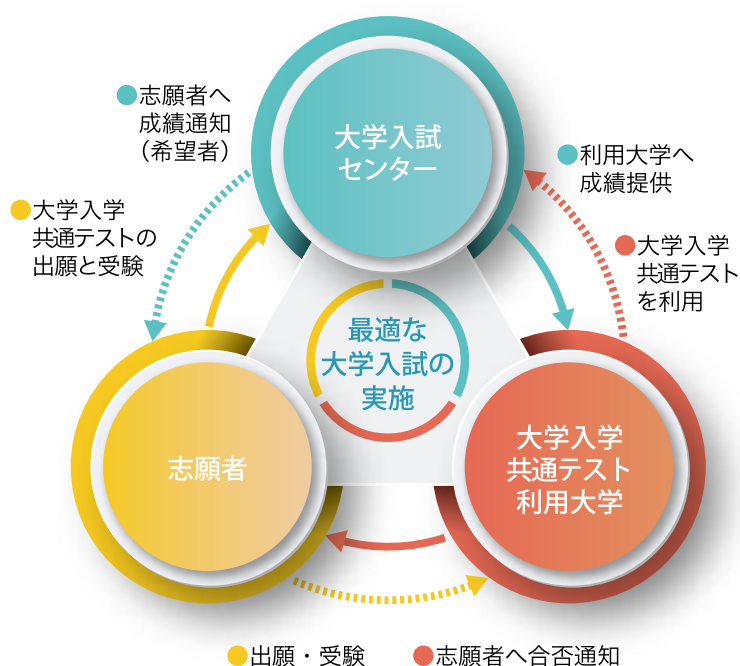 ●志願者へ
成績通知
（希望者）
大学入試
センター
●利用大学へ
成績提供
●大学入学
共通テストの
出願と受験
●大学入学
共通テスト
を利用
最適な
大学入試の
実施
志願者
大学入学
共通テスト
利用大学
●出願・受験
●志願者へ合否通知